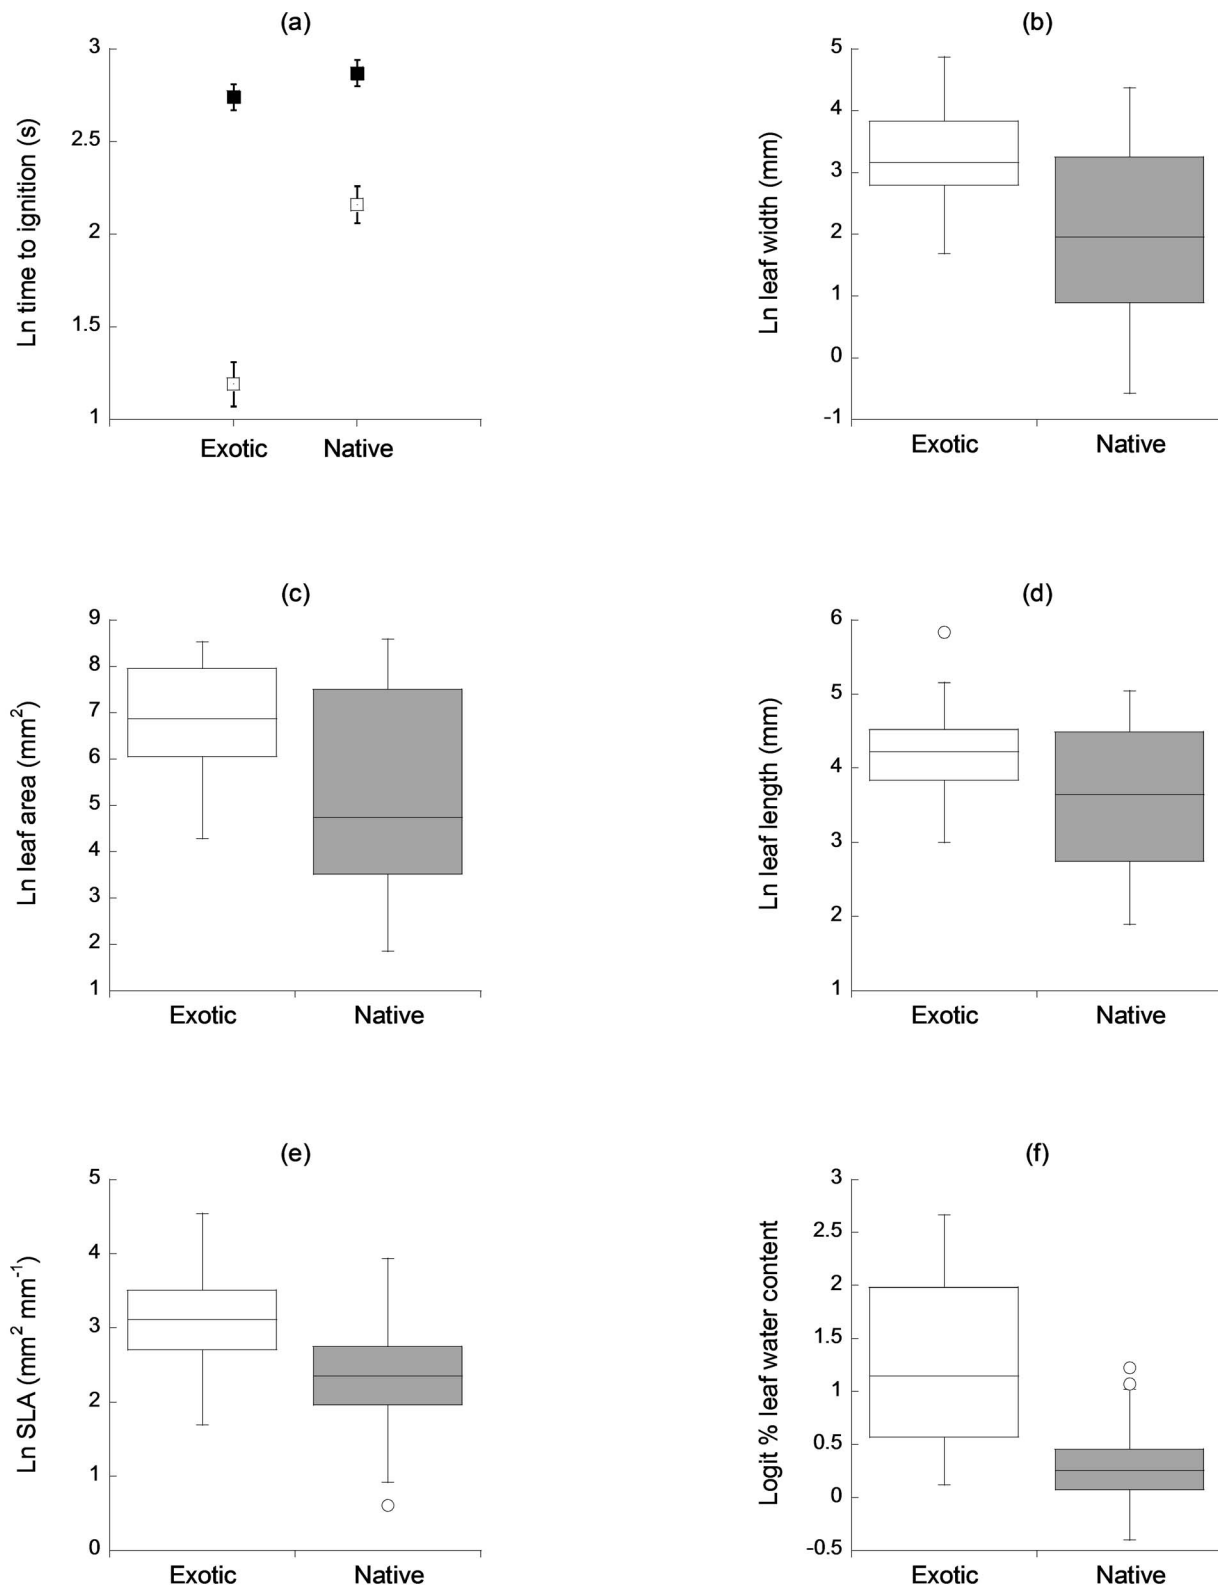 (a)
Ln time to ignition (s)
3
2.5
2
1.5
1
Exotic Native
(b)
Ln leaf width (mm)
5
4
3
2
1
0
-1
Exotic Native
(c)
Ln leaf area (mm²)
9
8
7
6
5
4
3
2
1
Exotic Native
(d)
Ln leaf length (mm)
6
5
4
3
2
1
Exotic Native
(e)
Ln SLA (mm² mm⁻¹)
5
4
3
2
1
0
Exotic Native
(f)
Logit % leaf water content
3
2.5
2
1.5
1
0.5
0
-0.5
Exotic Native